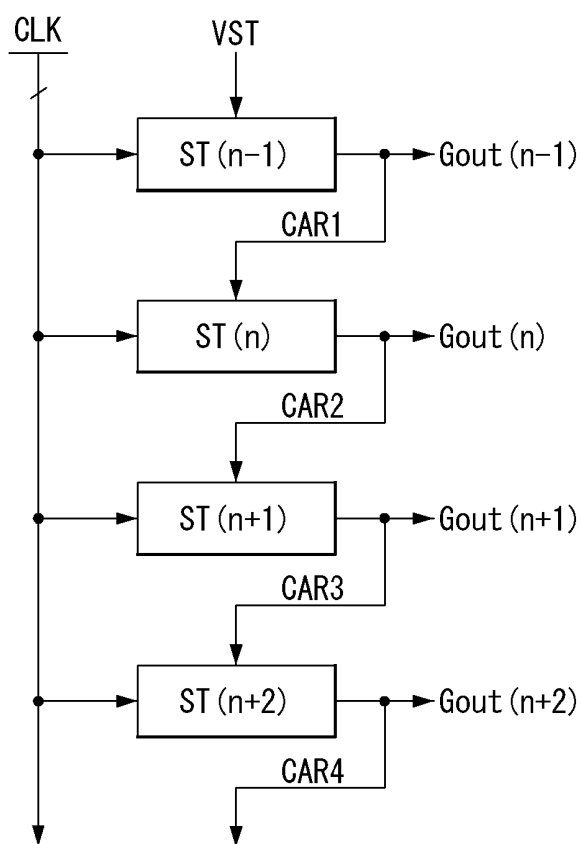 CLK
VST
ST(n-1)
Gout(n-1)
CAR1
ST(n)
Gout(n)
CAR2
ST(n+1)
Gout(n+1)
CAR3
ST(n+2)
Gout(n+2)
CAR4